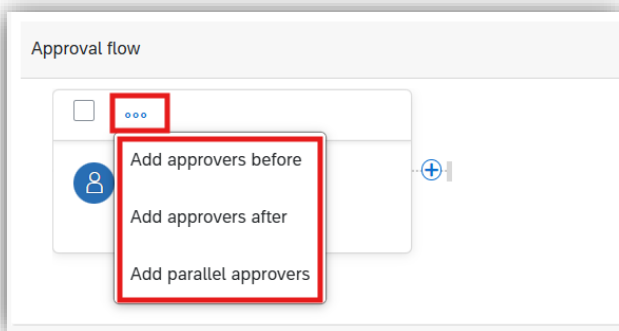 Approval flow
Add approvers before
Add approvers after
Add parallel approvers